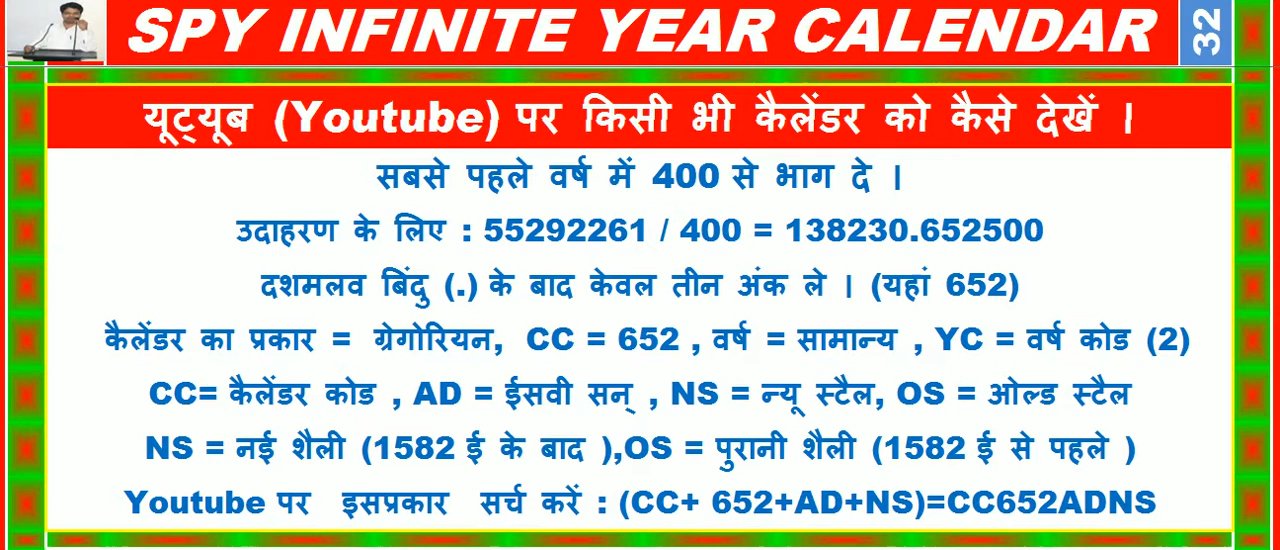 SPY INFINITE YEAR CALENDAR
32
यूट्यूब (Youtube) पर किसी भी कैलेंडर को कैसे देखें ।
सबसे पहले वर्ष में 400 से भाग दे ।
उदाहरण के लिए : 55292261 / 400 = 138230.652500
दशमलव बिंदु (.) के बाद केवल तीन अंक ले । (यहां 652)
कैलेंडर का प्रकार = ग्रेगोरियन, CC = 652 , वर्ष = सामान्य , YC = वर्ष कोड (2)
CC= कैलेंडर कोड , AD = ईसवी सन् , NS = न्यू स्टैल, OS = ओल्ड स्टैल
NS = नई शैली (1582 ई के बाद ),OS = पुरानी शैली (1582 ई से पहले )
Youtube पर इसप्रकार सर्च करें : (CC+ 652+AD+NS)=CC652ADNS